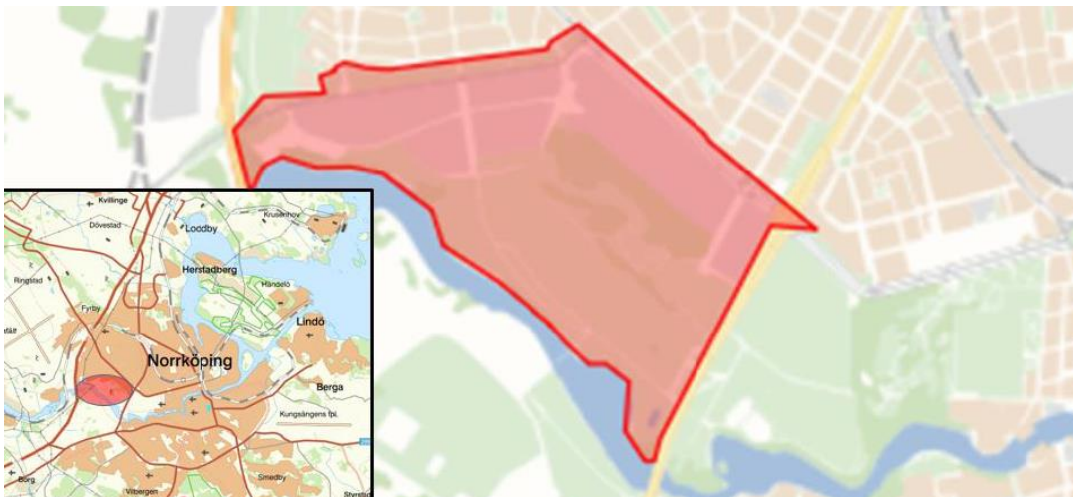 Kvillinge
Dövestad
Loddby
Krusenhov
Herstadberg
Händelö
Ringstad
Fyrby
Lindö
Norrköping
Berga
Kungsängens fpl.
Borg
Vilbergen
Smedby